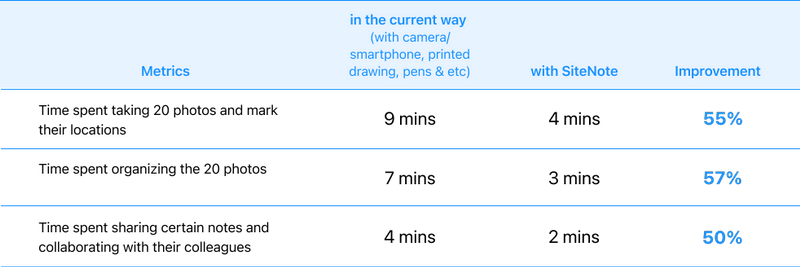 in the current way
(with camera/
smartphone, printed
drawing, pens & etc)
Metrics
with SiteNote
Improvement
Time spent taking 20 photos and mark
their locations
9 mins
4 mins
55%
Time spent organizing the 20 photos
7 mins
3 mins
57%
Time spent sharing certain notes and
collaborating with their colleagues
4 mins
2 mins
50%